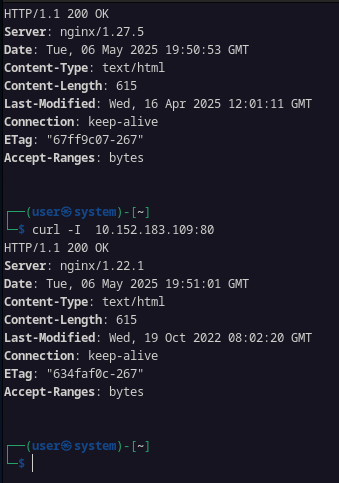 HTTP/1.1 200 OK
Server: nginx/1.27.5
Date: Tue, 06 May 2025 19:50:53 GMT
Content-Type: text/html
Content-Length: 615
Last-Modified: Wed, 16 Apr 2025 12:01:11 GMT
Connection: keep-alive
ETag: "67ff9c07-267"
Accept-Ranges: bytes
┌──(user㉿system)-[~]
└─$ curl -I  10.152.183.109:80
HTTP/1.1 200 OK
Server: nginx/1.22.1
Date: Tue, 06 May 2025 19:51:01 GMT
Content-Type: text/html
Content-Length: 615
Last-Modified: Wed, 19 Oct 2022 08:02:20 GMT
Connection: keep-alive
ETag: "634faf0c-267"
Accept-Ranges: bytes
┌──(user㉿system)-[~]
└─$